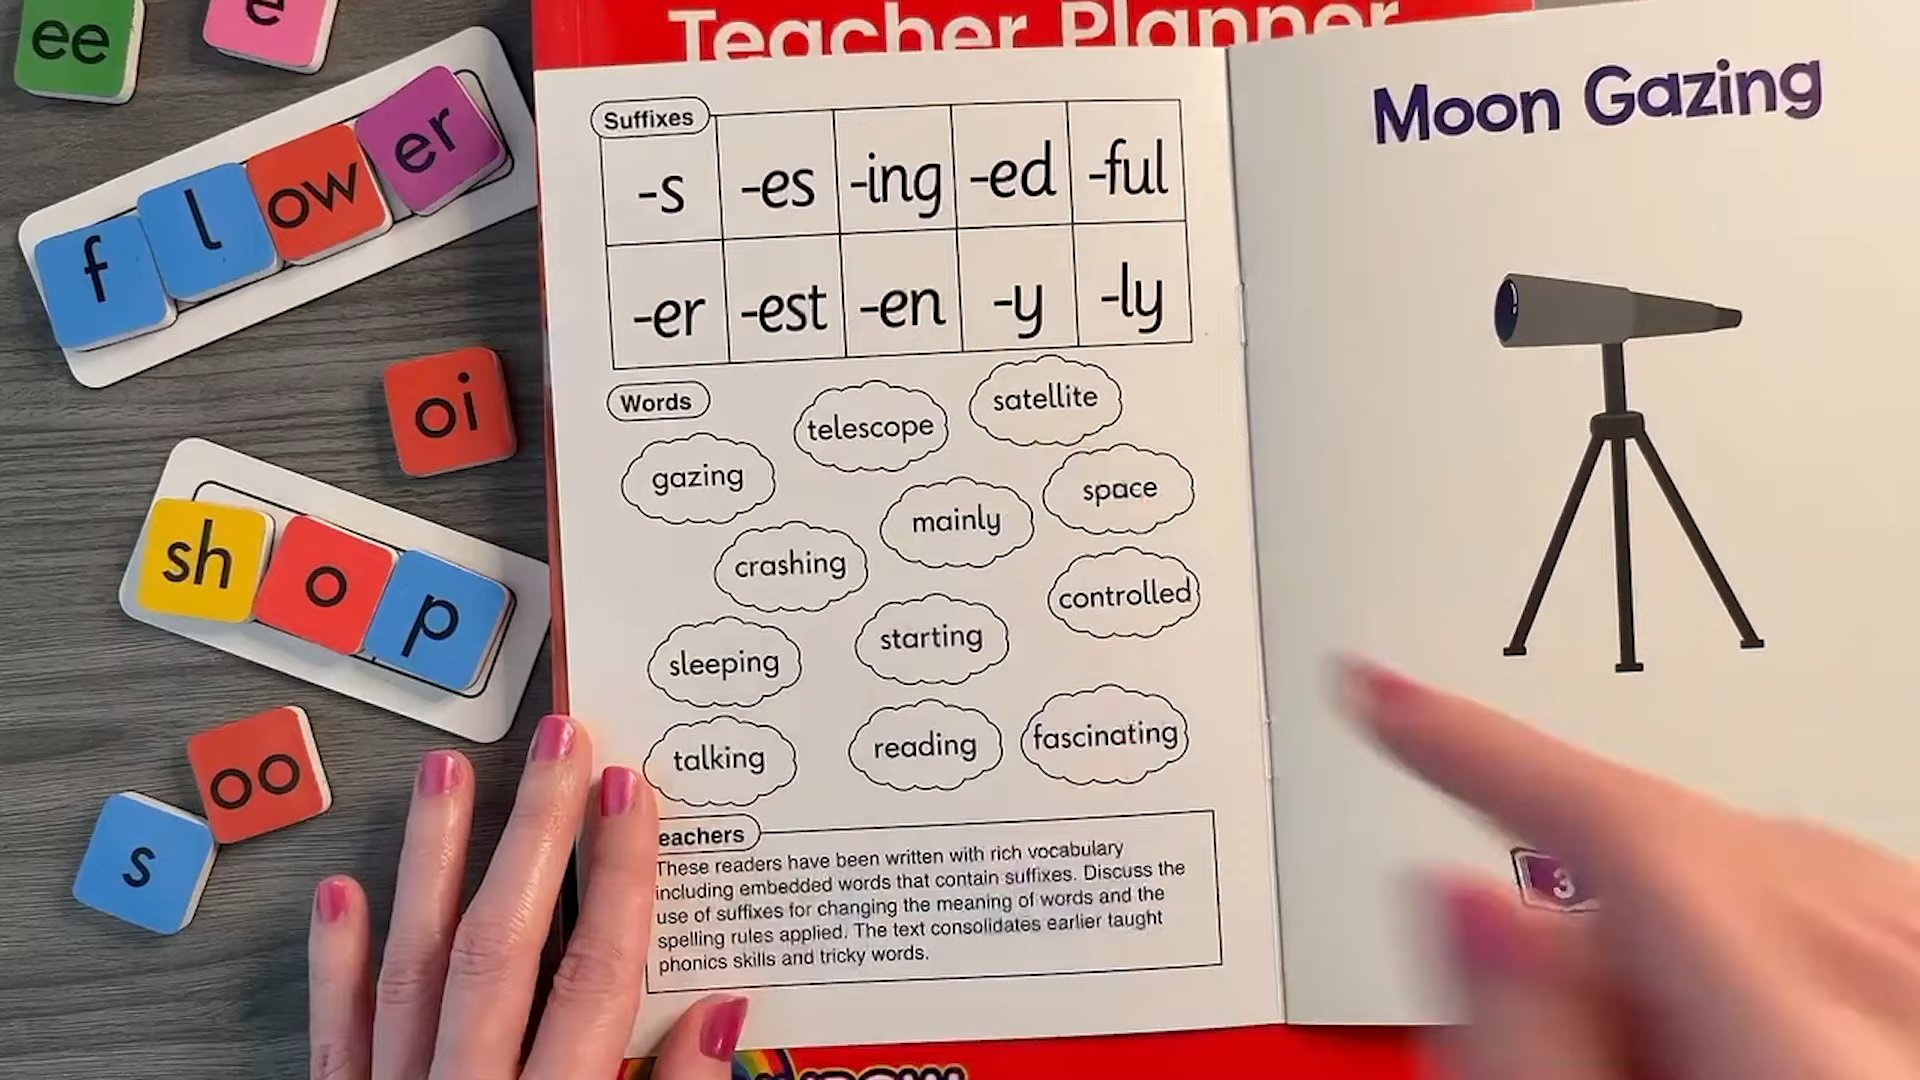 ee
e
f l ow er
oi
sh o p
oo
s
Teacher Planner
Suffixes
-s -es -ing -ed -ful
-er -est -en -y -ly
Words
telescope
satellite
gazing
space
mainly
crashing
controlled
starting
sleeping
talking
reading
fascinating
eachers
These readers have been written with rich vocabulary
including embedded words that contain suffixes. Discuss the
use of suffixes for changing the meaning of words and the
spelling rules applied. The text consolidates earlier taught
phonics skills and tricky words.
Moon Gazing
3